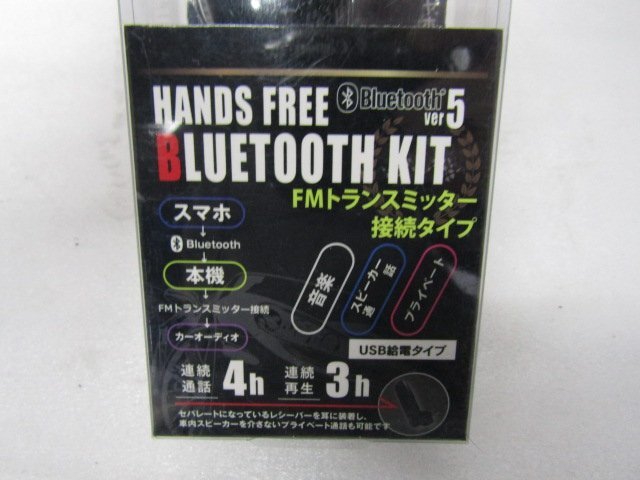 HANDS FREE Bluetooth® ver5
BLUETOOTH KIT
FMトランスミッター
接続タイプ
スマホ
Bluetooth
本機
FMトランスミッター接続
カーオーディオ
音楽
スピーカー
通話
プライベート
USB給電タイプ
連続通話 4h 連続再生 3h
セパレートになっているレシーバーを耳に装着し、
車内スピーカーを介さないプライベート通話も可能です